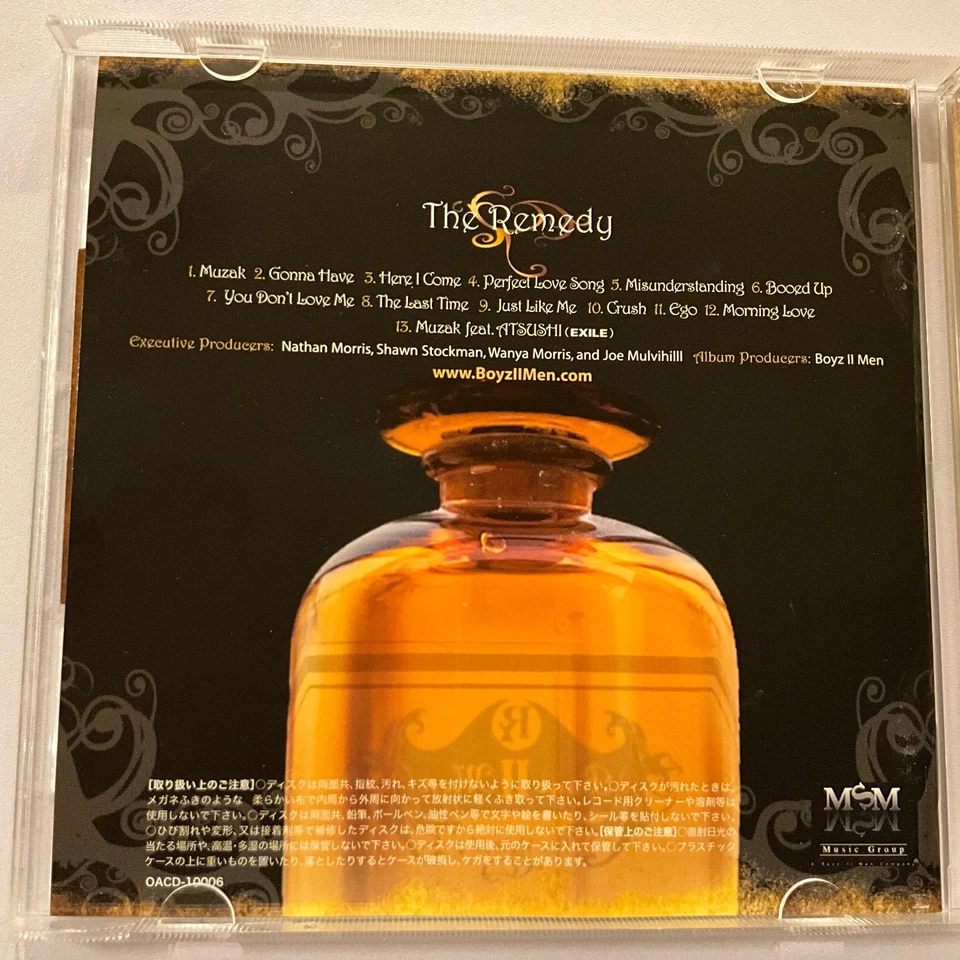 The Remedy
1. Muzak 2. Gonna Have 3. Here I Come 4. Perfect Love Song 5. Misunderstanding 6. Booed Up
7. You Don't Love Me 8. The Last Time 9. Just Like Me 10. Crush 11. Ego 12. Morning Love
13. Muzak feat. ATSUSHI (EXILE)
Executive Producers: Nathan Morris, Shawn Stockman, Wanya Morris, and Joe Mulvihilll Album Producers: Boyz II Men
www.BoyzIIMen.com
【取り扱い上のご注意】○ディスクは両面共、指紋、汚れ、キズ等を付けないように取り扱って下さい。○ディスクが汚れたときは、
メガネふきのような 柔らかい布で内周から外周に向かって放射状に軽くふき取って下さい。レコード用クリーナーや溶剤等は
使用しないで下さい。○ディスクは両面共、鉛筆、ボールペン、油性ペン等で文字や絵を書いたり、シール等を貼付しないで下さい。
○ひび割れや変形、又は接着剤等で補修したディスクは、危険ですから絶対に使用しないで下さい。【保管上のご注意】○直射日光の
当たる場所や、高温・多湿の場所には保管しないで下さい。○ディスクは使用後、元のケースに入れて保管して下さい。○プラスチック
ケースの上に重いものを置いたり、落としたりするとケースが破損し、ケガをすることがあります。
OACD-10006
MSM
Music Group